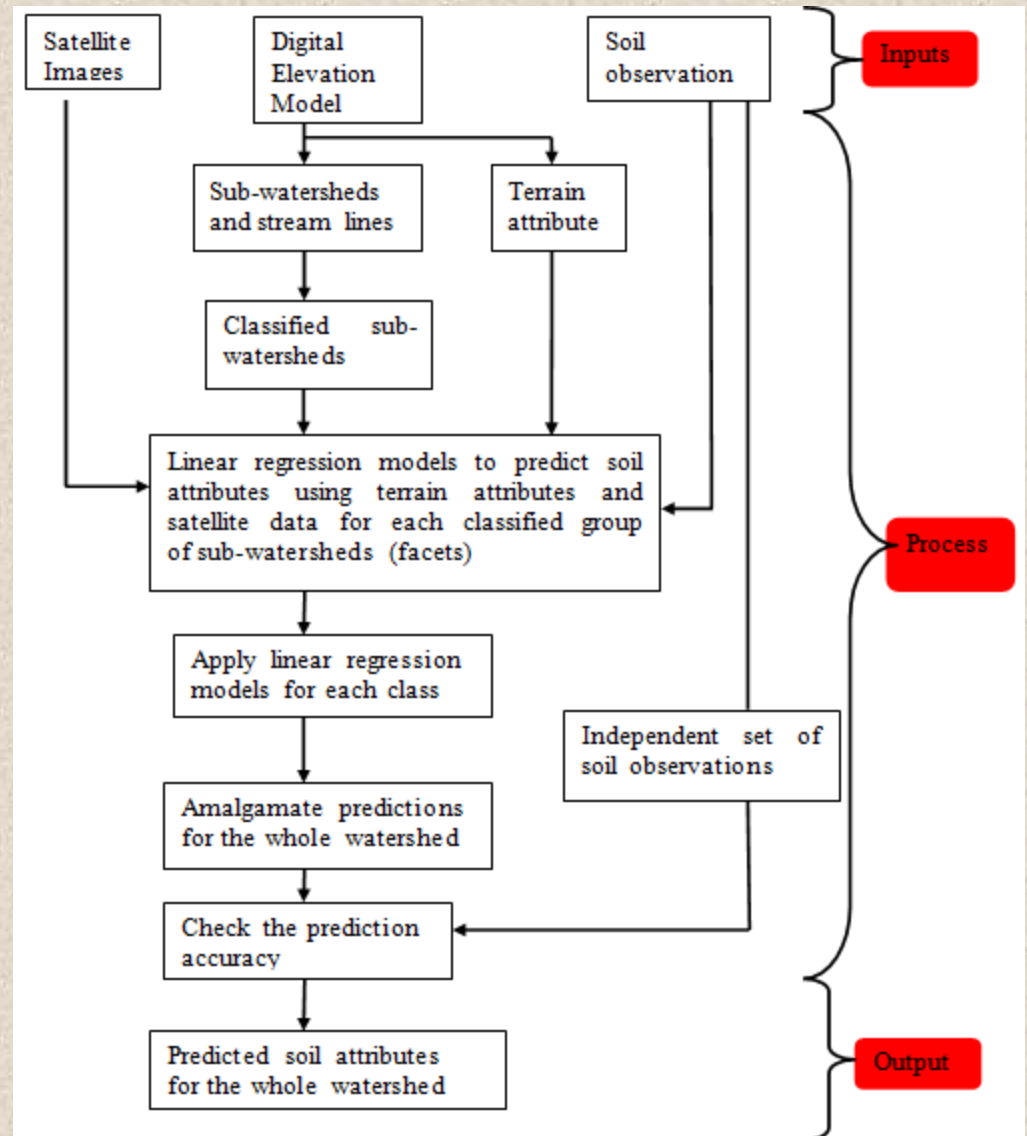 Satellite
Images
Digital
Elevation
Model
Soil
observation
Inputs
Sub-watersheds
and stream lines
Terrain
attribute
Classified sub-
watersheds
Linear regression models to predict soil
attributes using terrain attributes and
satellite data for each classified group
of sub-watersheds (facets)
Process
Apply linear regression
models for each class
Independent set of
soil observations
Amalgamate predictions
for the whole watershed
Check the prediction
accuracy
Predicted soil attributes
for the whole watershed
Output